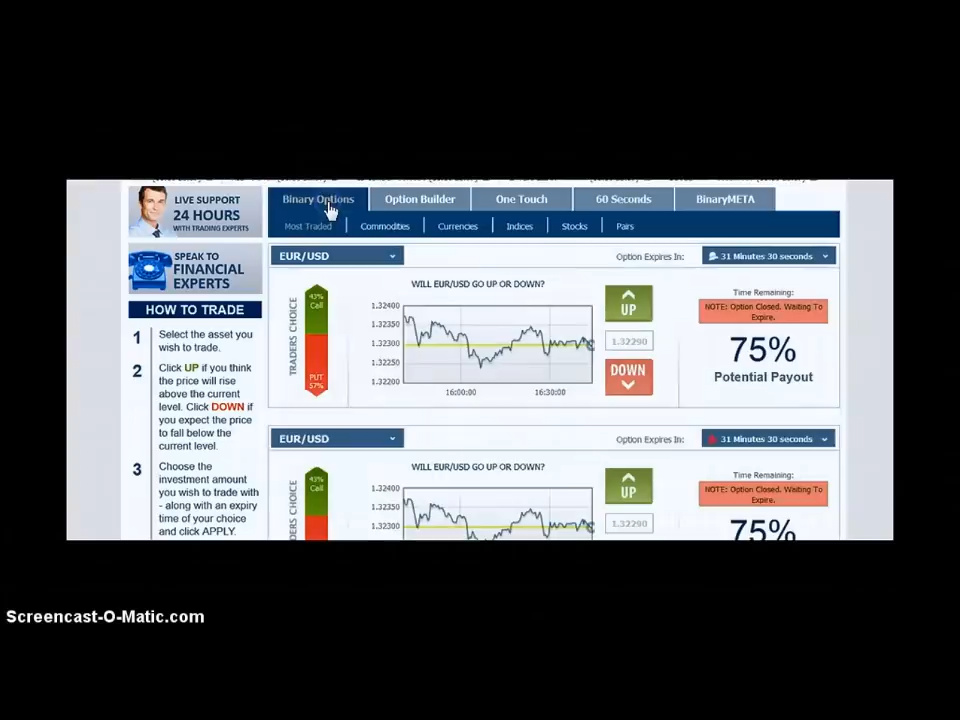 LIVE SUPPORT
24 HOURS
WITH TRADING EXPERTS
SPEAK TO
FINANCIAL
EXPERTS
HOW TO TRADE
1 Select the asset you
wish to trade.
2 Click UP if you think
the price will rise
above the current
level. Click DOWN if
you expect the price
to fall below the
current level.
3 Choose the
investment amount
you wish to trade with
- along with an expiry
time of your choice
and click APPLY.
Binary Options Option Builder One Touch 60 Seconds BinaryMETA
Most Traded Commodities Currencies Indices Stocks Pairs
EUR/USD Option Expires In: 31 Minutes 30 seconds
WILL EUR/USD GO UP OR DOWN?
TRADERS CHOICE
43%
Call
PUT
57%
1.32400
1.32350
1.32300
1.32250
1.32200
16:00:00 16:30:00
UP
1.32290
DOWN
Time Remaining:
NOTE: Option Closed. Waiting To
Expire.
75%
Potential Payout
EUR/USD Option Expires In: 31 Minutes 30 seconds
WILL EUR/USD GO UP OR DOWN?
43%
Call
1.32400
1.32350
1.32300
UP
1.32290
Time Remaining:
NOTE: Option Closed. Waiting To
Expire.
75%
Screencast-O-Matic.com